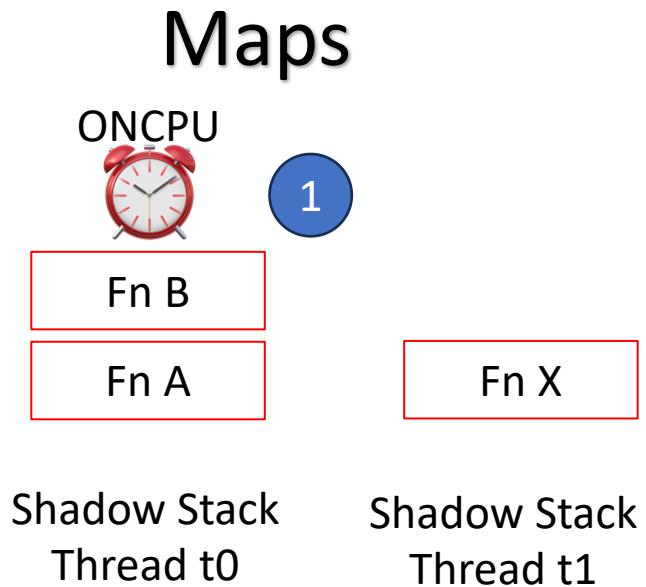 Maps
ONCPU
1
Fn B
Fn A
Fn X
Shadow Stack
Thread t0
Shadow Stack
Thread t1